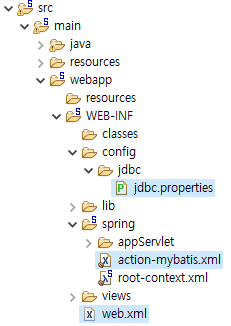 src
main
java
resources
webapp
resources
WEB-INF
classes
config
jdbc
jdbc.properties
lib
spring
appServlet
action-mybatis.xml
root-context.xml
views
web.xml